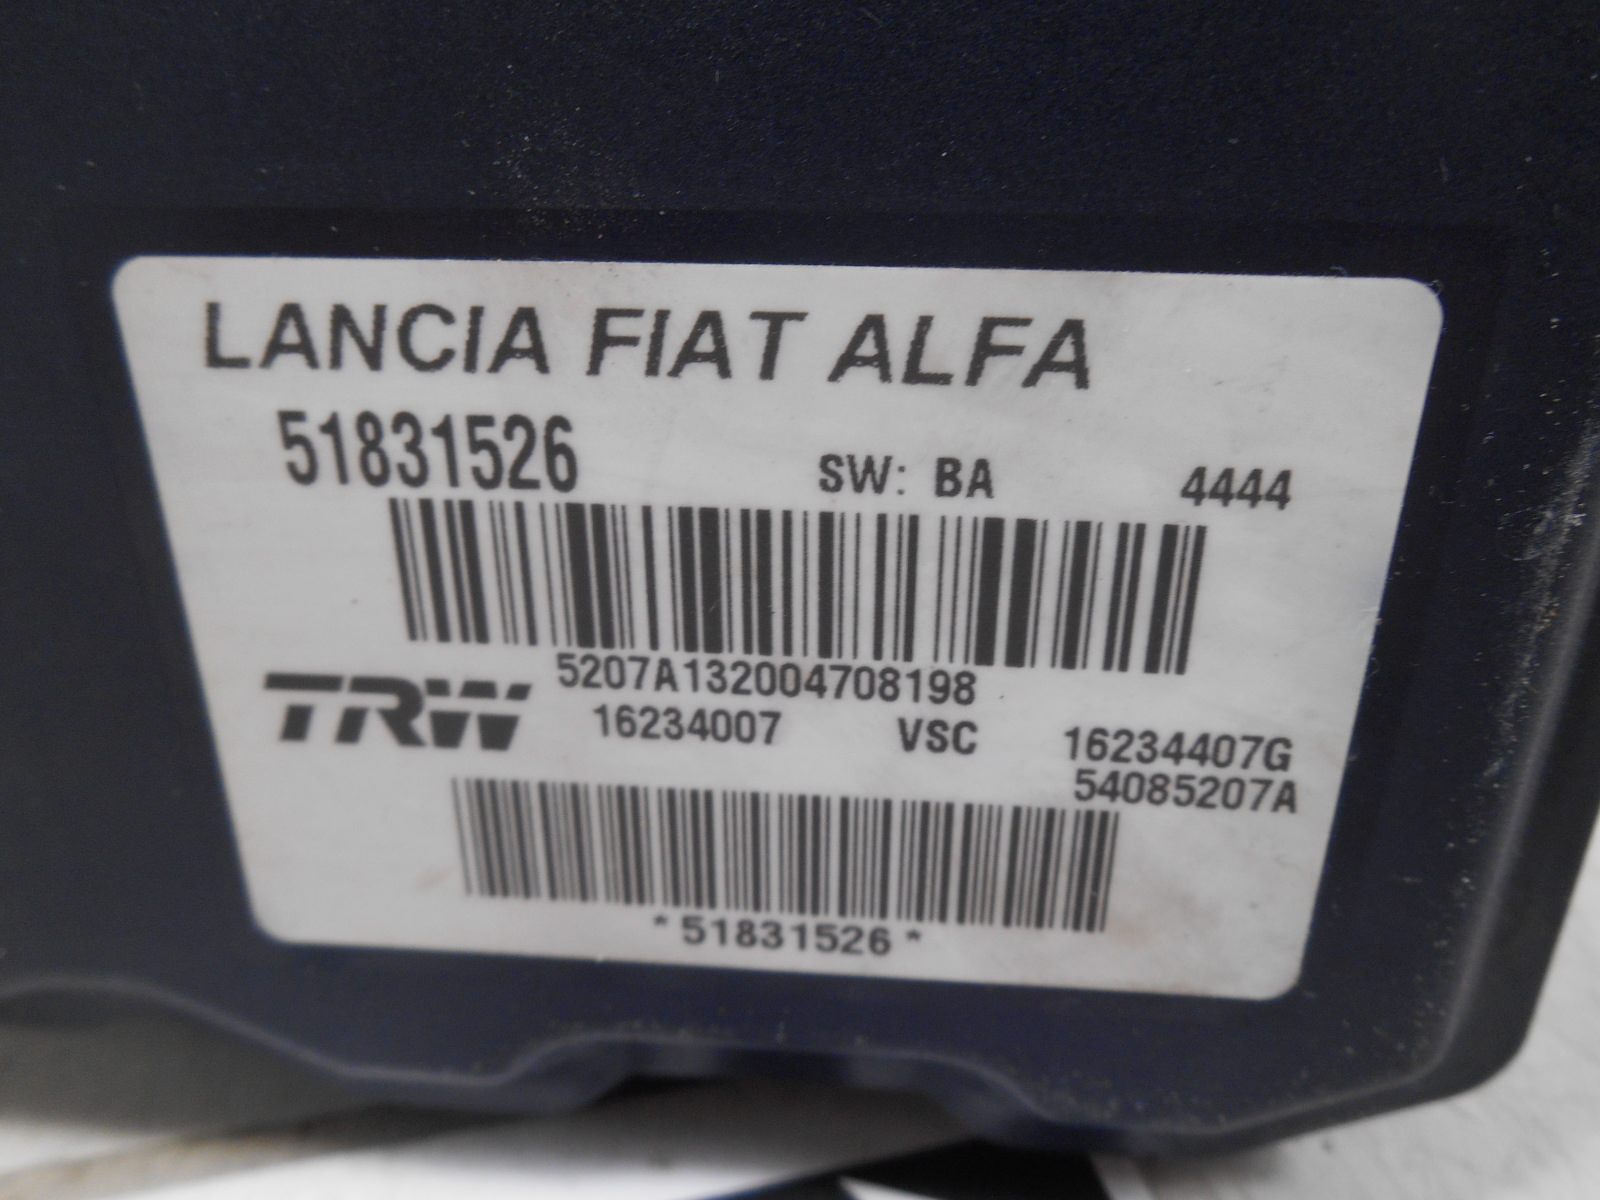 LANCIA FIAT ALFA
51831526 SW: BA 4444
5207A132004708198
TRW 16234007 VSC 16234407G
54085207A
*51831526*